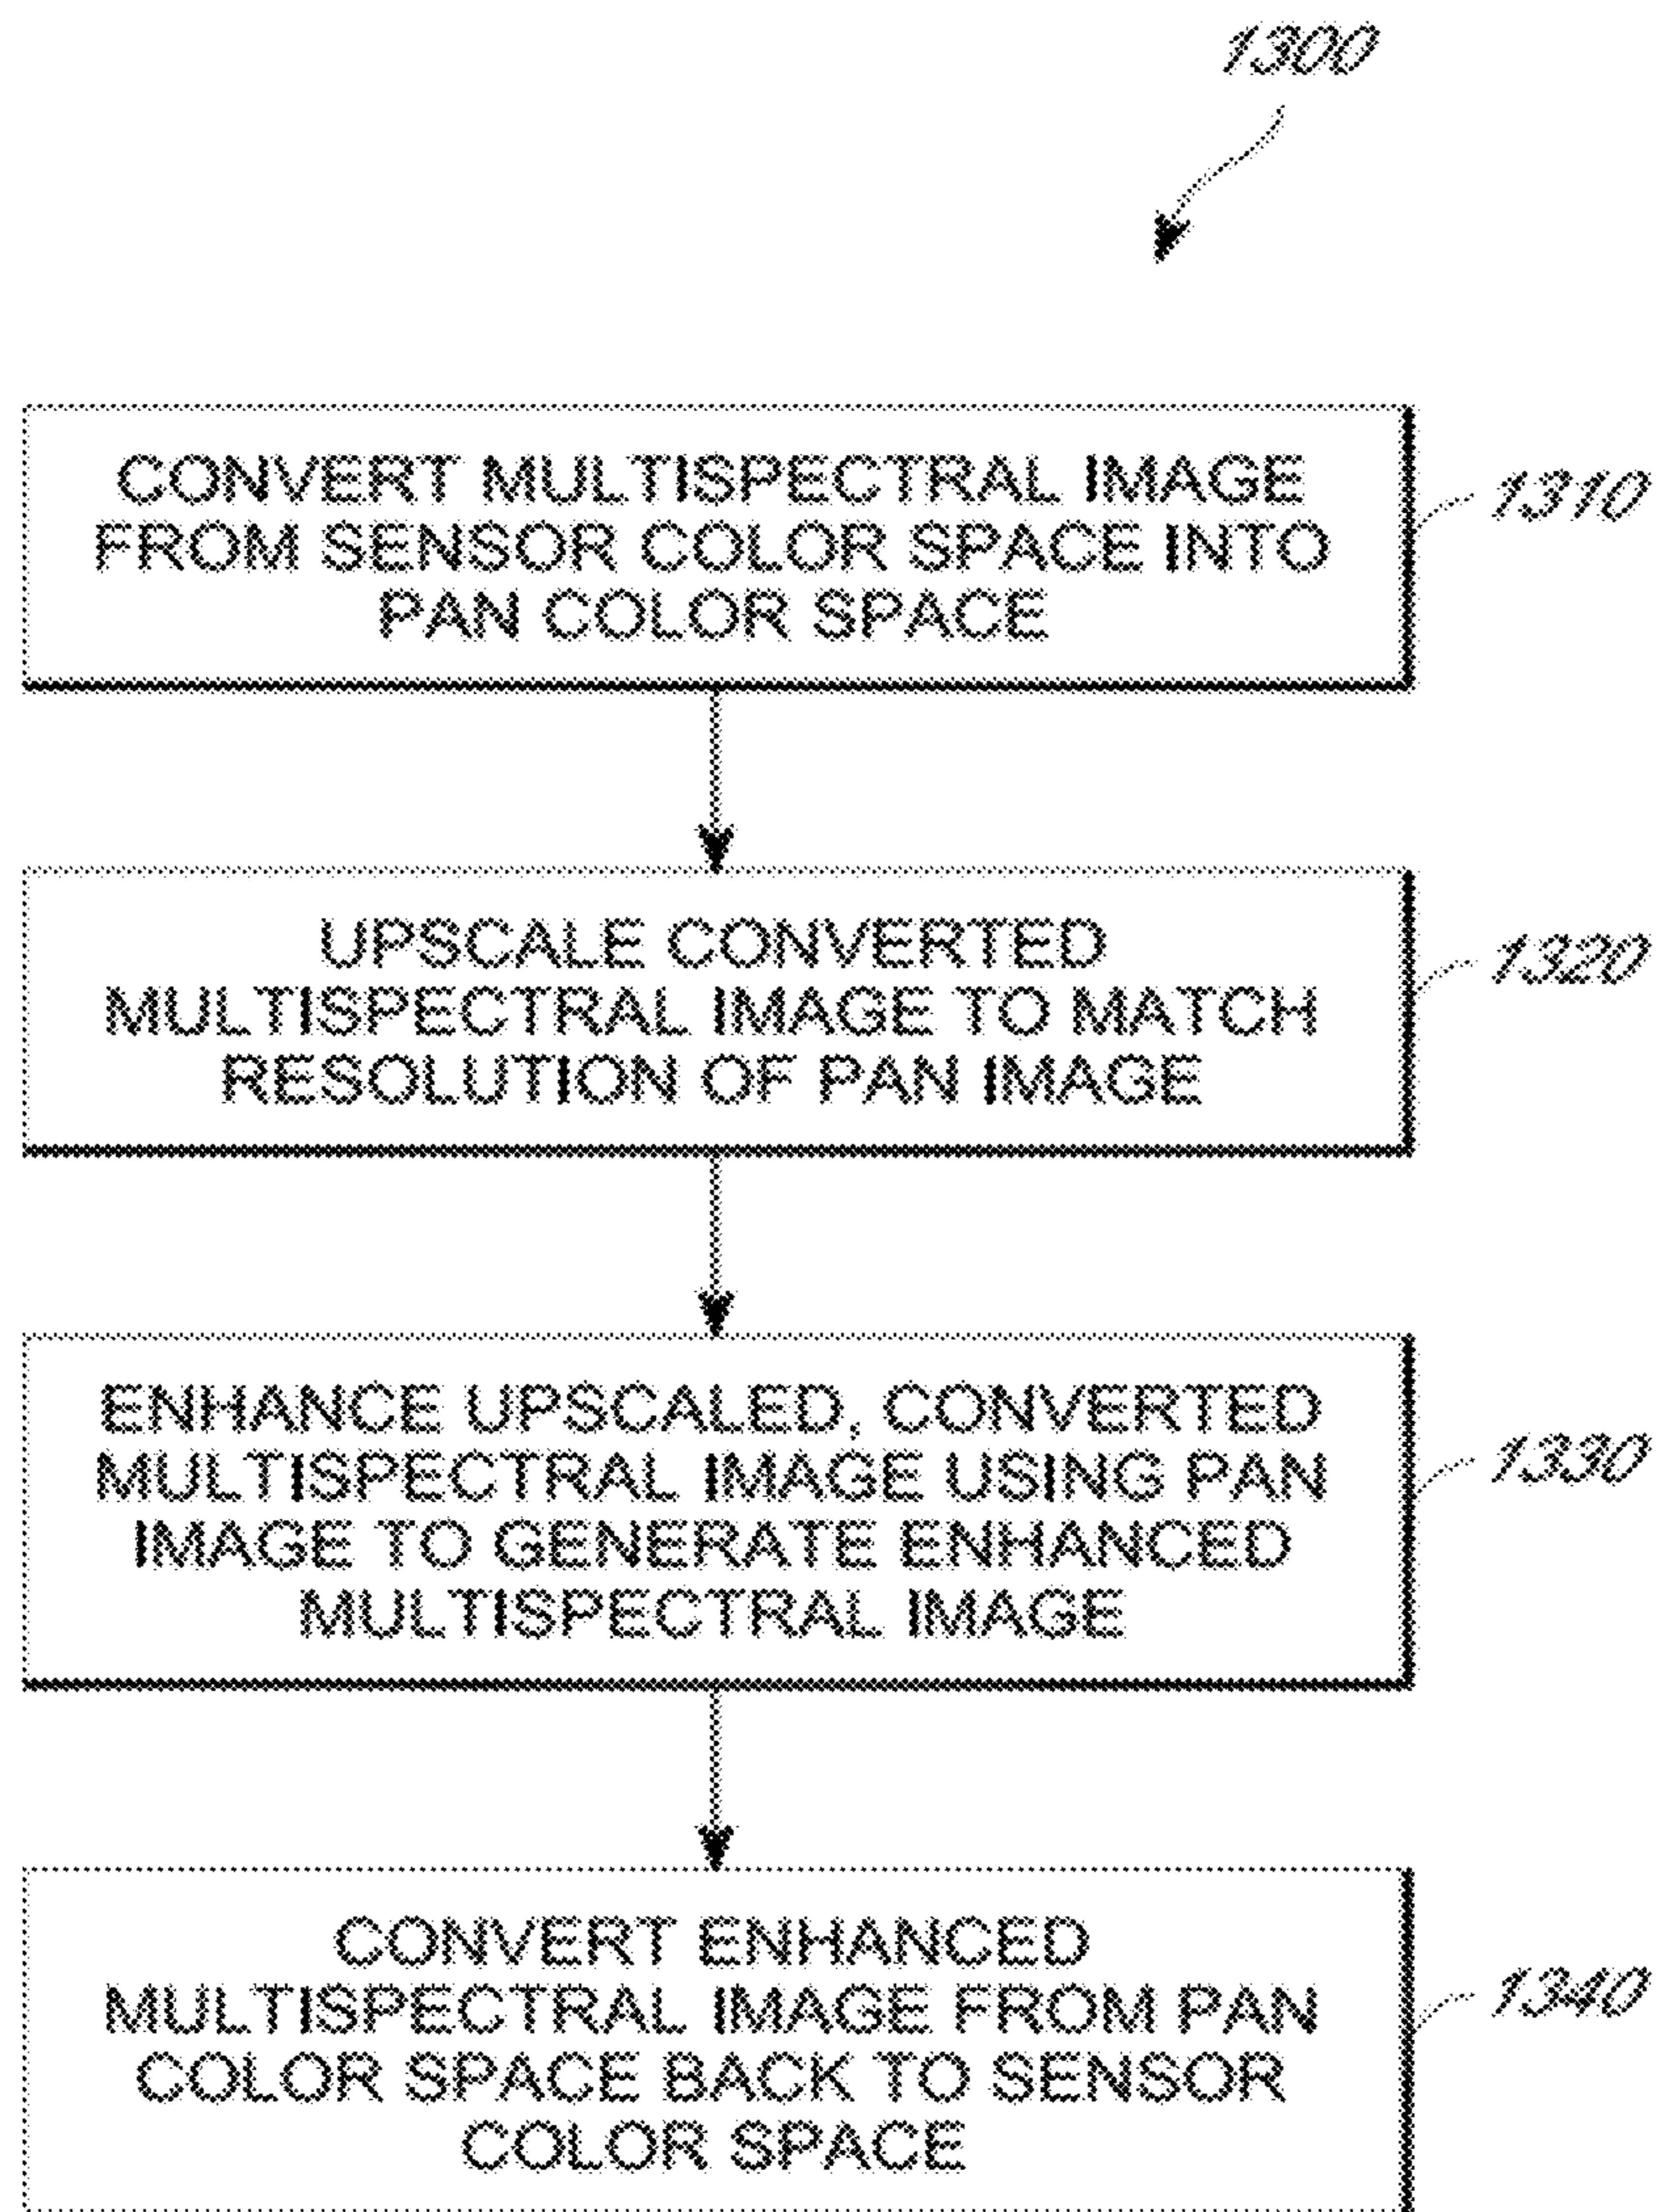 1300
CONVERT MULTISPECTRAL IMAGE
FROM SENSOR COLOR SPACE INTO
PAN COLOR SPACE
1310
UPSCALE CONVERTED
MULTISPECTRAL IMAGE TO MATCH
RESOLUTION OF PAN IMAGE
1320
ENHANCE UPSCALED, CONVERTED
MULTISPECTRAL IMAGE USING PAN
IMAGE TO GENERATE ENHANCED
MULTISPECTRAL IMAGE
1330
CONVERT ENHANCED
MULTISPECTRAL IMAGE FROM PAN
COLOR SPACE BACK TO SENSOR
COLOR SPACE
1340